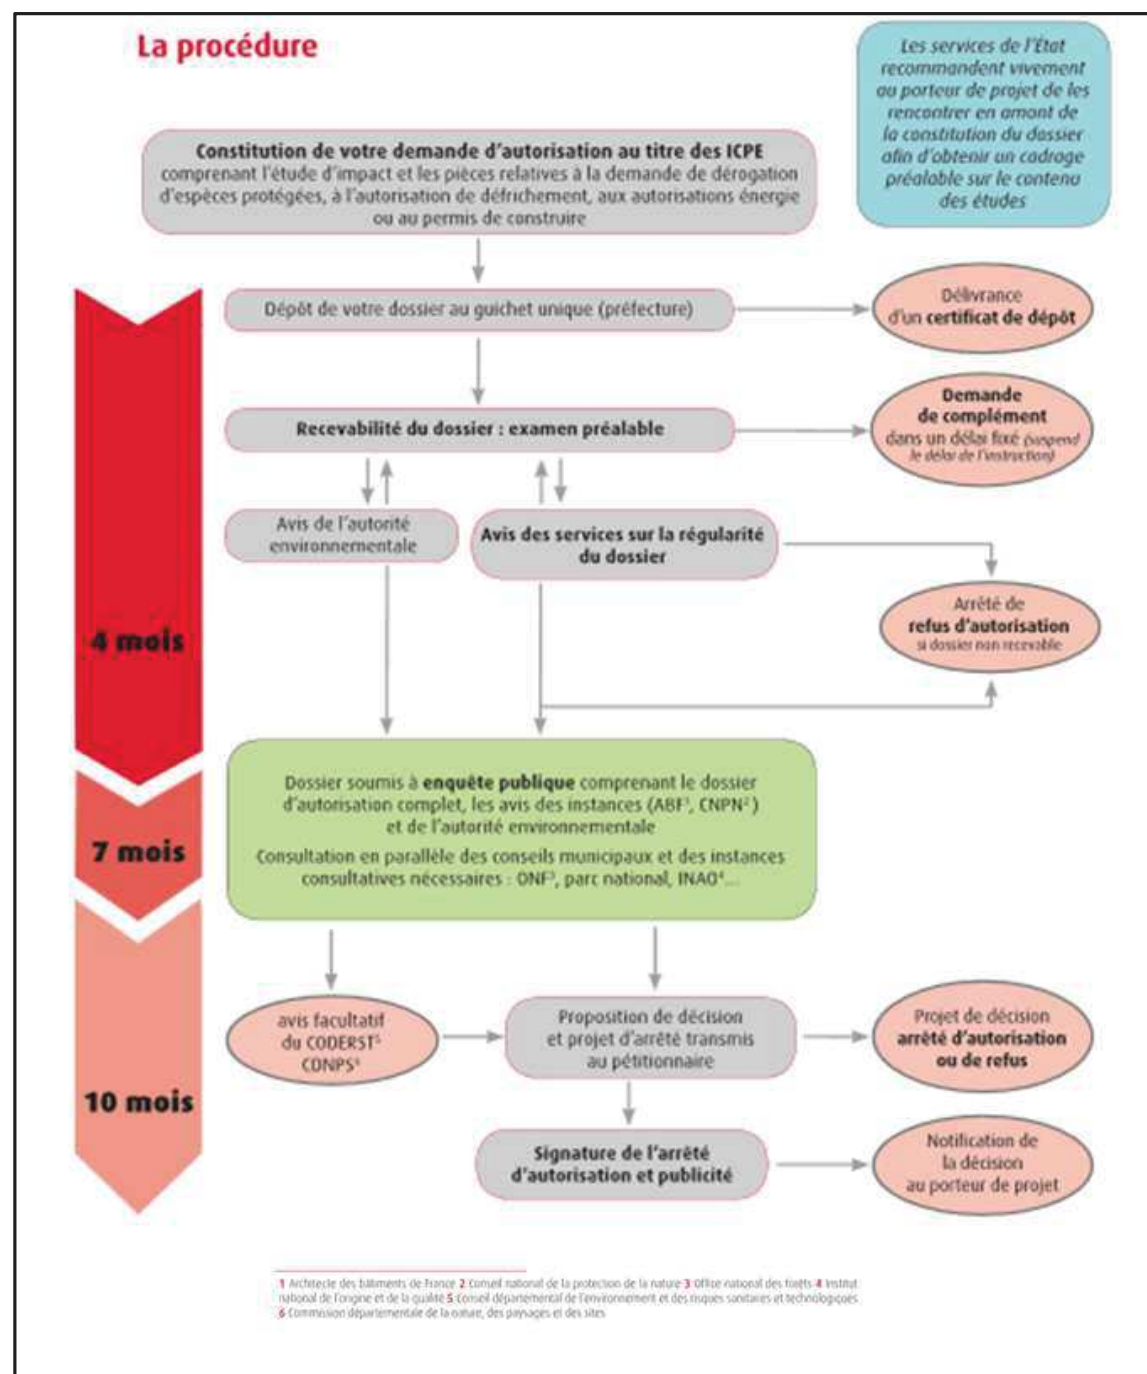 La procédure
Les services de l'État
recommandent vivement
au porteur de projet de les
rencontrer en amont de
la constitution du dossier
afin d'obtenir un cadrage
préalable sur le contenu
des études
Constitution de votre demande d'autorisation au titre des ICPE
comprenant l'étude d'impact et les pièces relatives à la demande de dérogation
d'espèces protégées, à l'autorisation de défrichement, aux autorisations énergie
ou au permis de construire
Dépôt de votre dossier au guichet unique (préfecture)
Délivrance
d'un certificat de dépôt
Recevabilité du dossier : examen préalable
Demande
de complément
dans un délai fixé (suspend
le délai de l'instruction)
Avis de l'autorité
environnementale
Avis des services sur la régularité
du dossier
Arrêté de
refus d'autorisation
si dossier non recevable
4 mois
Dossier soumis à enquête publique comprenant le dossier
d'autorisation complet, les avis des instances (ABF¹, CNPN²)
et de l'autorité environnementale
Consultation en parallèle des conseils municipaux et des instances
consultatives nécessaires : ONF³, parc national, INAO⁴...
7 mois
avis facultatif
du CODERST⁵
CDNPS⁶
Proposition de décision
et projet d'arrêté transmis
au pétitionnaire
Projet de décision
arrêté d'autorisation
ou de refus
10 mois
Signature de l'arrêté
d'autorisation et publicité
Notification de
la décision
au porteur de projet
1 Architecte des bâtiments de France 2 Conseil national de la protection de la nature 3 Office national des forêts 4 Institut
national de l'origine et de la qualité 5 Conseil départemental de l'environnement et des risques sanitaires et technologiques
6 Commission départementale de la nature, des paysages et des sites